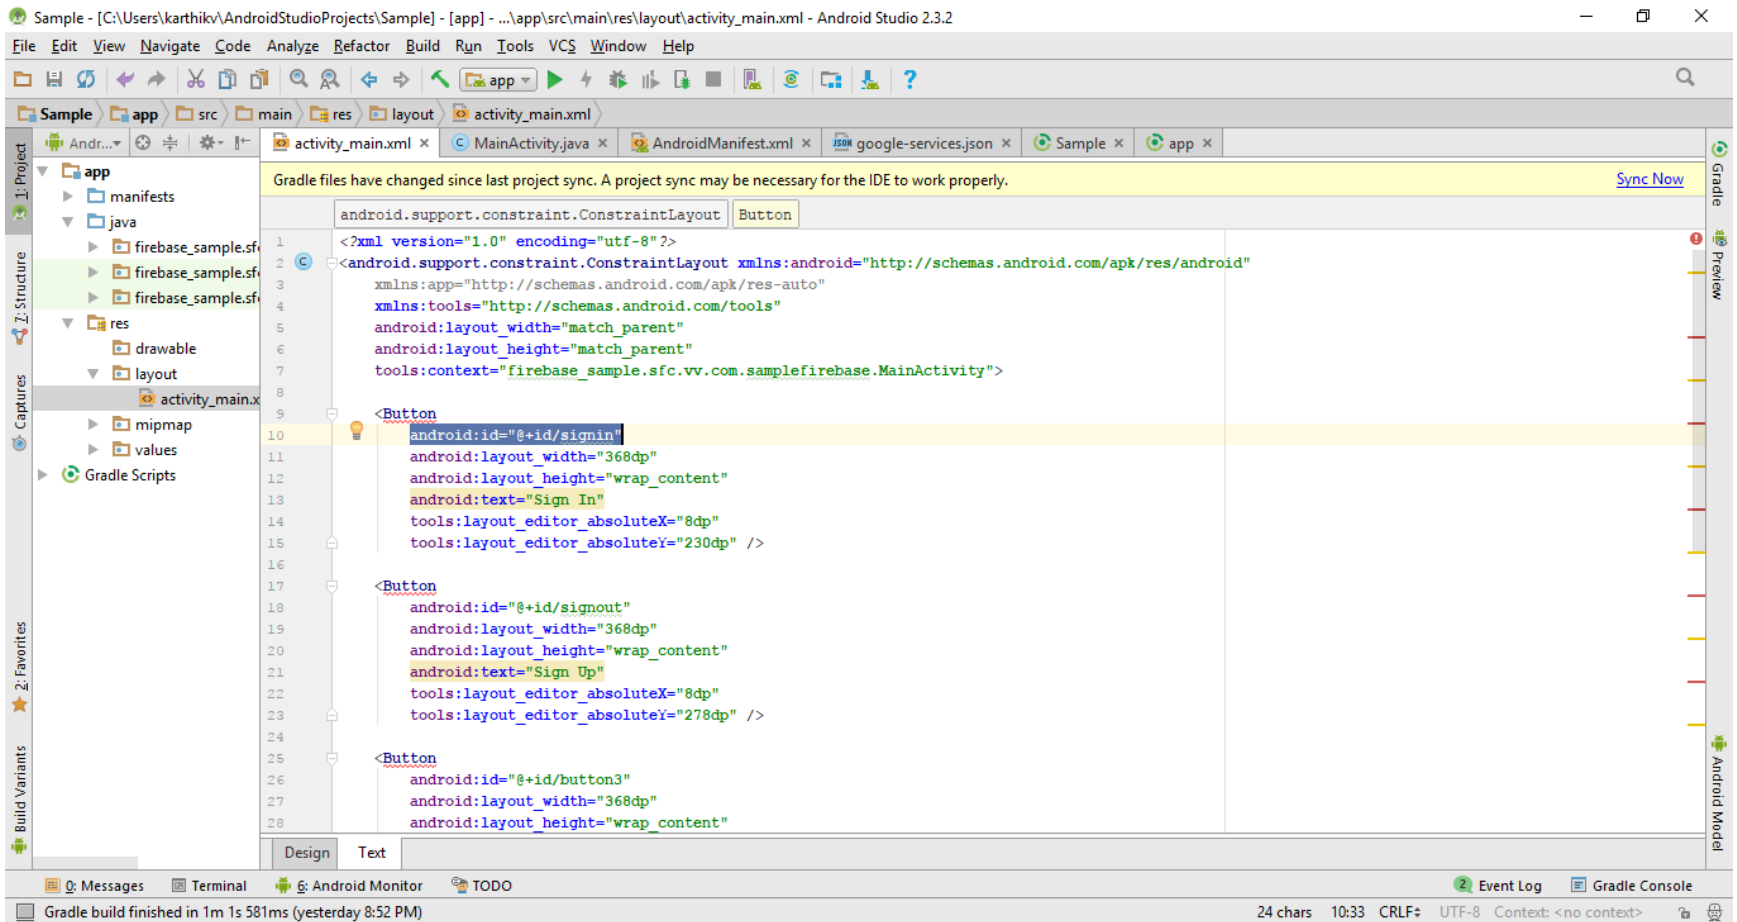 Sample - [C:\Users\karthikv\AndroidStudioProjects\Sample] - [app] - ...\app\src\main\res\layout\activity_main.xml - Android Studio 2.3.2
File Edit View Navigate Code Analyze Refactor Build Run Tools VCS Window Help
app
Sample app src main res layout activity_main.xml
1: Project
7: Structure
Captures
2: Favorites
Build Variants
Andr...
app
manifests
java
firebase_sample.sf
firebase_sample.sf
firebase_sample.sf
res
drawable
layout
activity_main.x
mipmap
values
Gradle Scripts
activity_main.xml MainActivity.java AndroidManifest.xml google-services.json Sample app
Gradle files have changed since last project sync. A project sync may be necessary for the IDE to work properly. Sync Now
android.support.constraint.ConstraintLayout Button
1 <?xml version="1.0" encoding="utf-8"?>
2 <android.support.constraint.ConstraintLayout xmlns:android="http://schemas.android.com/apk/res/android"
3 xmlns:app="http://schemas.android.com/apk/res-auto"
4 xmlns:tools="http://schemas.android.com/tools"
5 android:layout_width="match_parent"
6 android:layout_height="match_parent"
7 tools:context="firebase_sample.sfc.vv.com.samplefirebase.MainActivity">
8
9 <Button
10 android:id="@+id/signin"
11 android:layout_width="368dp"
12 android:layout_height="wrap_content"
13 android:text="Sign In"
14 tools:layout_editor_absoluteX="8dp"
15 tools:layout_editor_absoluteY="230dp" />
16
17 <Button
18 android:id="@+id/signout"
19 android:layout_width="368dp"
20 android:layout_height="wrap_content"
21 android:text="Sign Up"
22 tools:layout_editor_absoluteX="8dp"
23 tools:layout_editor_absoluteY="278dp" />
24
25 <Button
26 android:id="@+id/button3"
27 android:layout_width="368dp"
28 android:layout_height="wrap_content"
Design Text
Gradle
Preview
Android Model
0: Messages Terminal 6: Android Monitor TODO 2 Event Log Gradle Console
Gradle build finished in 1m 1s 581ms (yesterday 8:52 PM) 24 chars 10:33 CRLF UTF-8 Context: <no context>